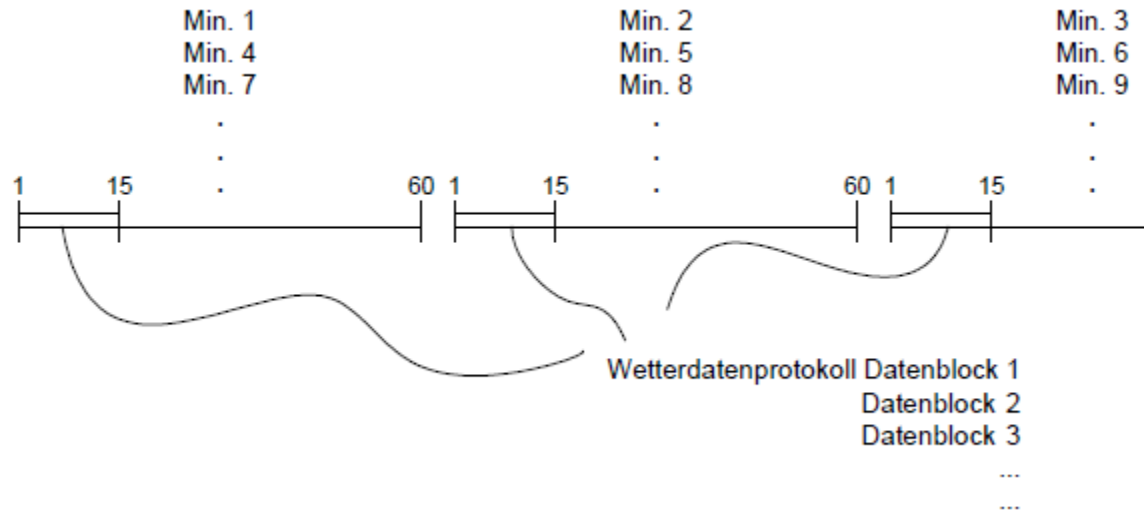 Min. 1 Min. 2 Min. 3
Min. 4 Min. 5 Min. 6
Min. 7 Min. 8 Min. 9
. . .
. . .
. . .
1 15 60 1 15 60 1 15
Wetterdatenprotokoll Datenblock 1
Datenblock 2
Datenblock 3
...
...